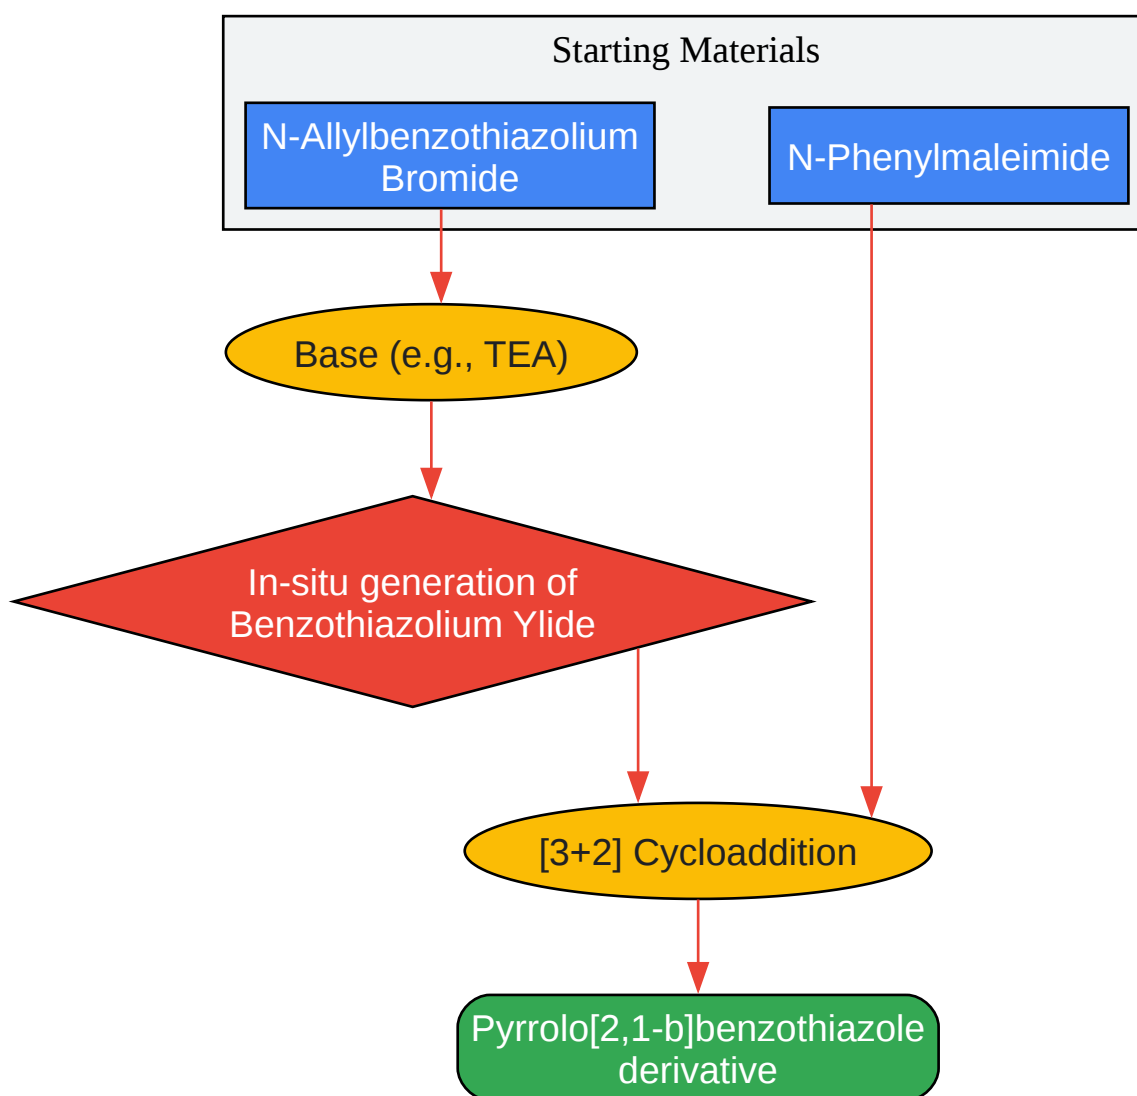 Starting Materials
N-Allylbenzothiazolium
Bromide
N-Phenylmaleimide
Base (e.g., TEA)
In-situ generation of
Benzothiazolium Ylide
[3+2] Cycloaddition
Pyrrolo[2,1-b]benzothiazole
derivative